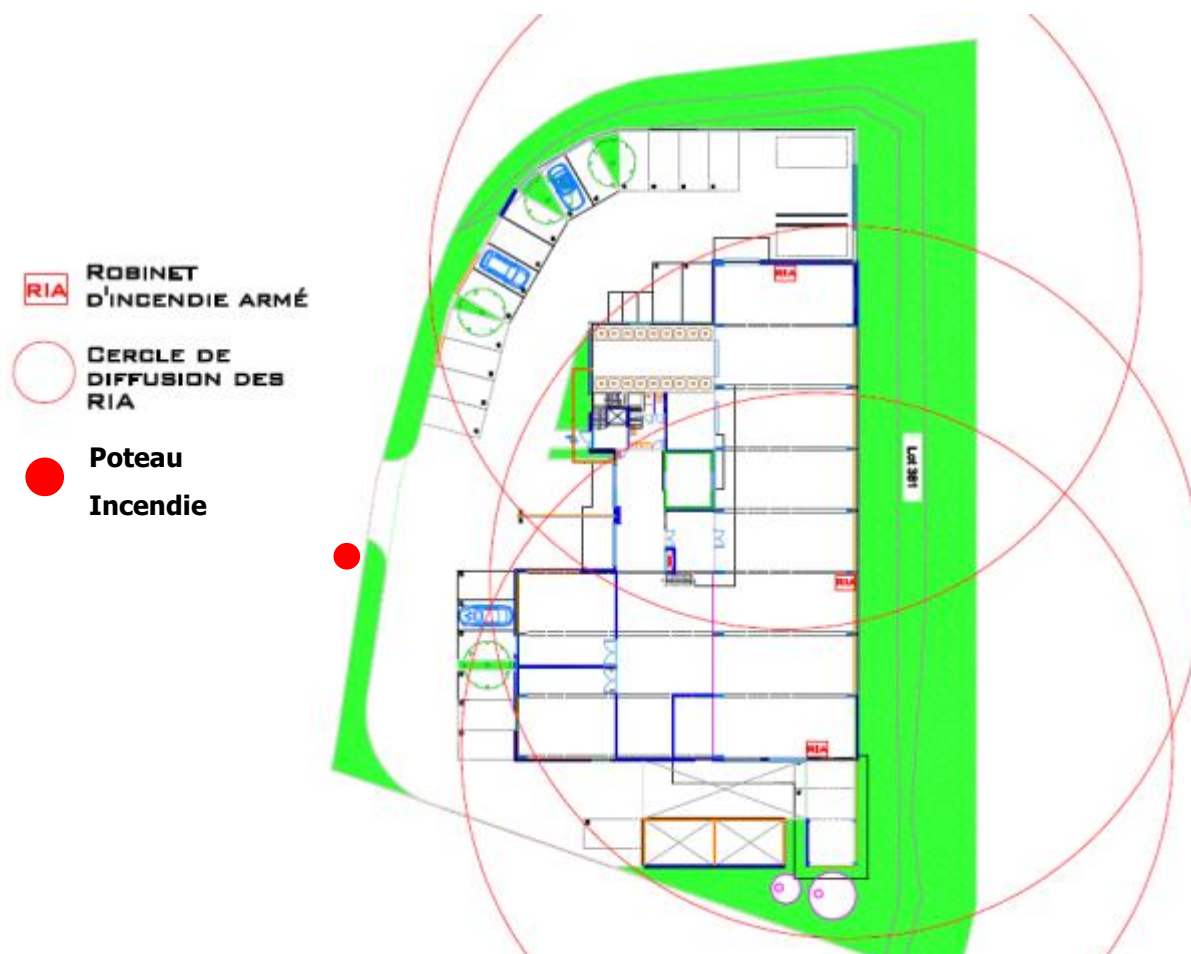 RIA
ROBINET
D'INCENDIE ARMÉ
CERCLE DE
DIFFUSION DES
RIA
Poteau
Incendie
RIA
Lot 381
RIA
RIA